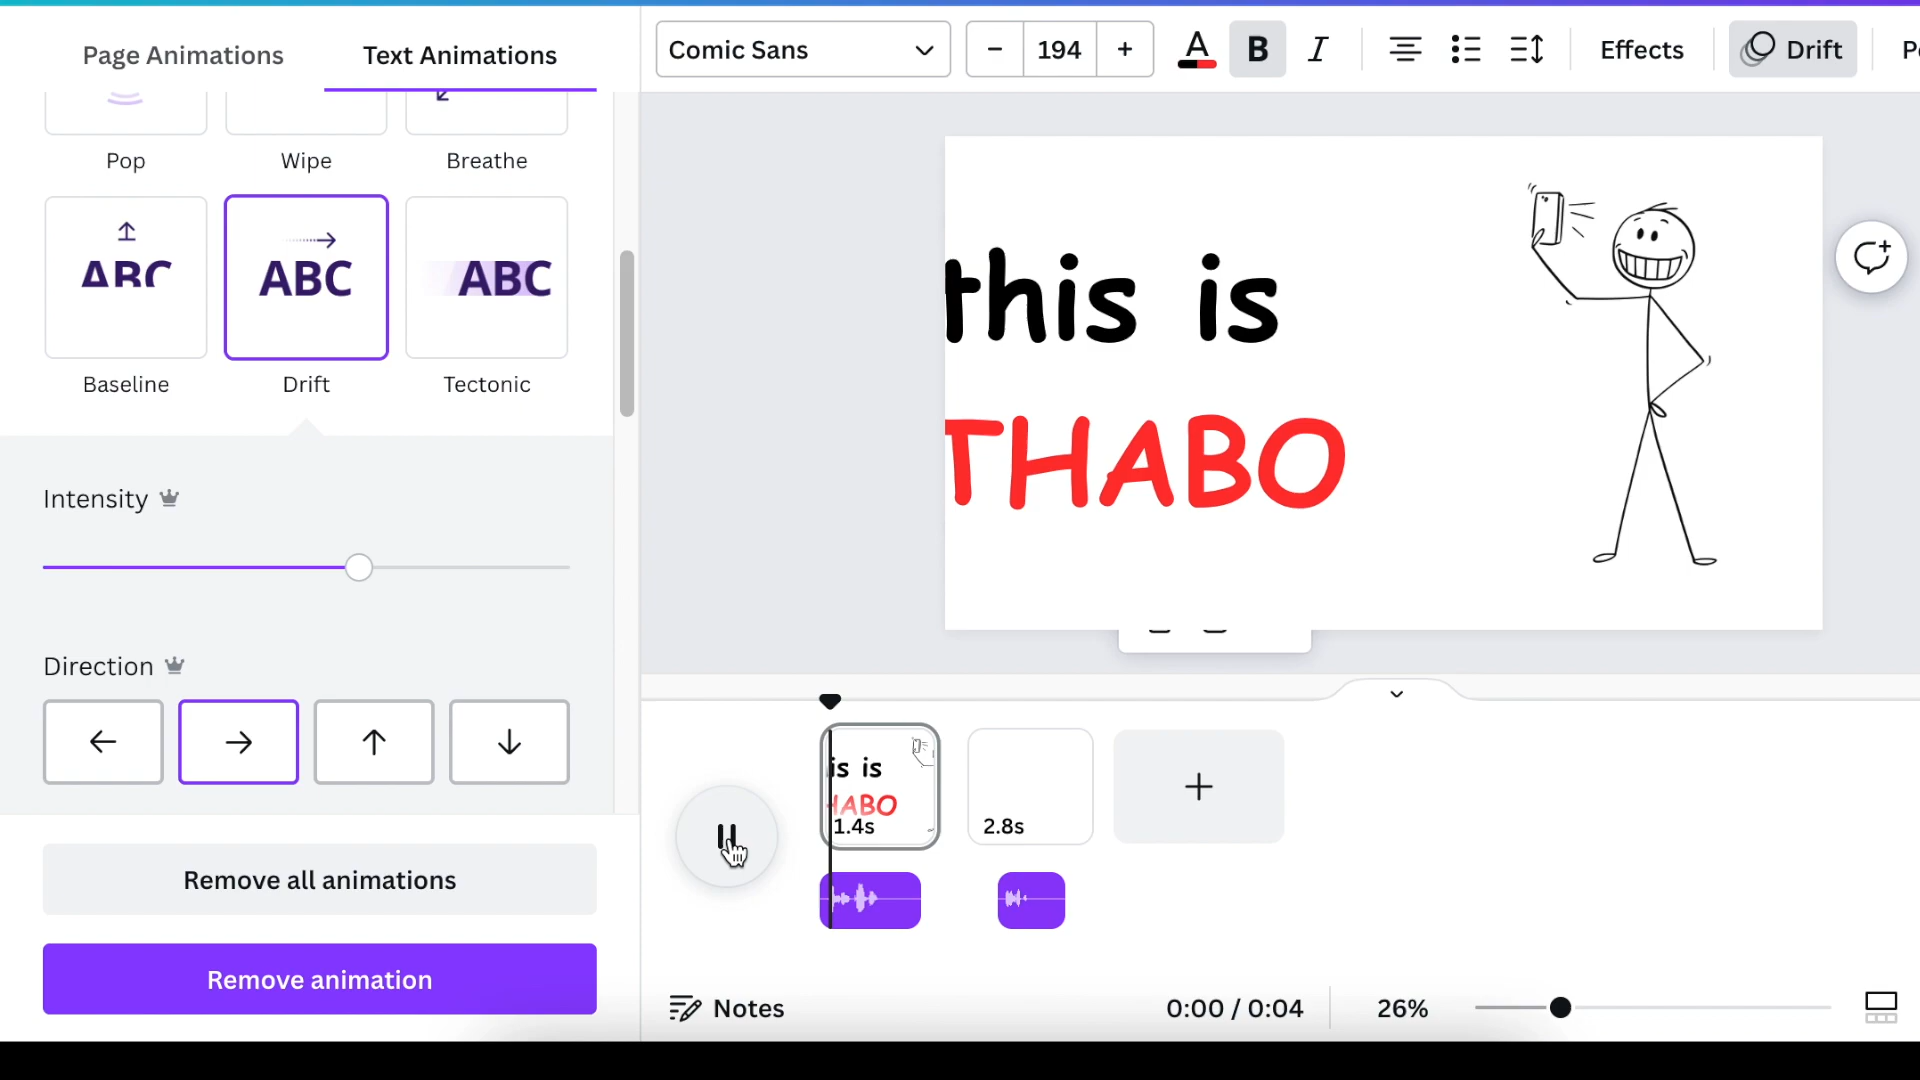 Page Animations
Text Animations
Comic Sans
194
A
B
I
Effects
Drift
Pop
Wipe
Breathe
ABC
ABC
Baseline
Drift
Tectonic
Intensity
Direction
Remove all animations
Remove animation
this is
THABO
is is
HABO
1.4s
2.8s
Notes
0:00 / 0:04
26%